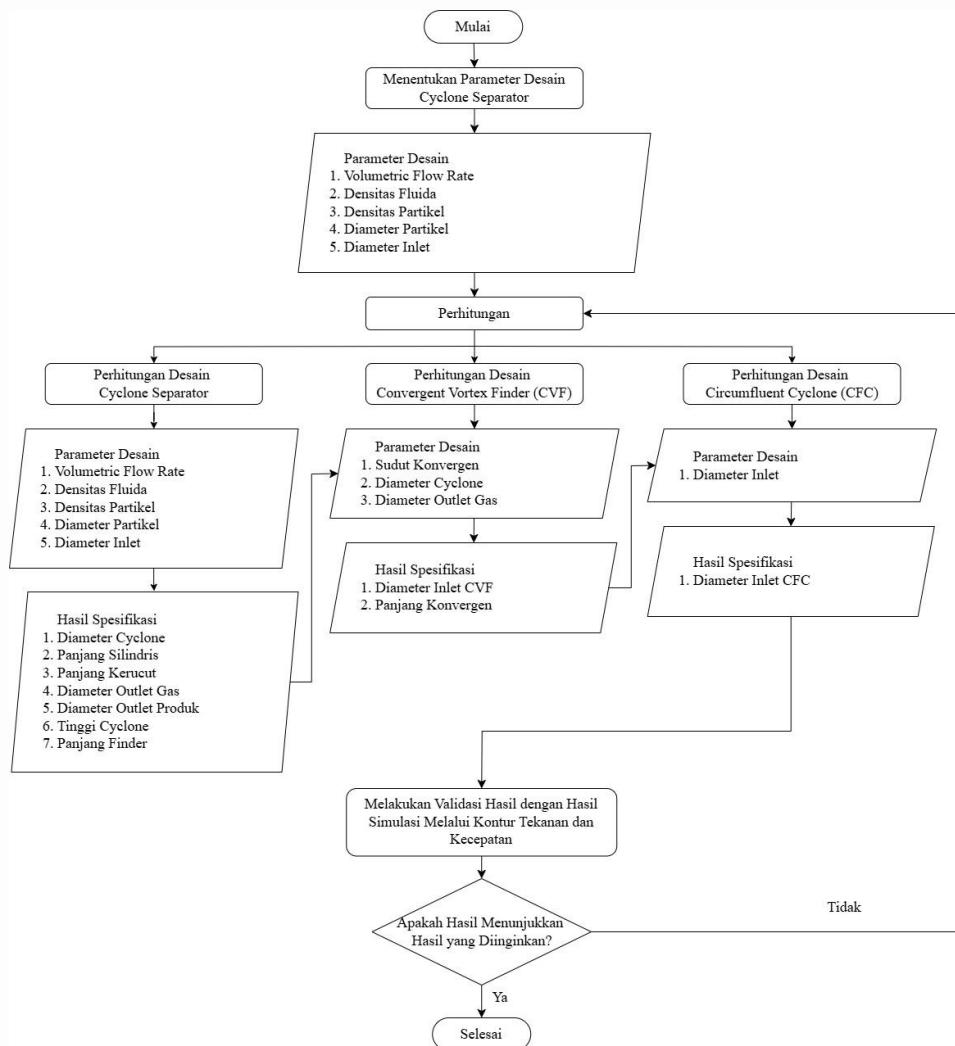 Mulai
Menentukan Parameter Desain
Cyclone Separator
Parameter Desain
1. Volumetric Flow Rate
2. Densitas Fluida
3. Densitas Partikel
4. Diameter Partikel
5. Diameter Inlet
Perhitungan
Perhitungan Desain
Cyclone Separator
Parameter Desain
1. Volumetric Flow Rate
2. Densitas Fluida
3. Densitas Partikel
4. Diameter Partikel
5. Diameter Inlet
Hasil Spesifikasi
1. Diameter Cyclone
2. Panjang Silindris
3. Panjang Kerucut
4. Diameter Outlet Gas
5. Diameter Outlet Produk
6. Tinggi Cyclone
7. Panjang Finder
Perhitungan Desain
Convergent Vortex Finder (CVF)
Parameter Desain
1. Sudut Konvergen
2. Diameter Cyclone
3. Diameter Outlet Gas
Hasil Spesifikasi
1. Diameter Inlet CVF
2. Panjang Konvergen
Perhitungan Desain
Circumfluent Cyclone (CFC)
Parameter Desain
1. Diameter Inlet
Hasil Spesifikasi
1. Diameter Inlet CFC
Melakukan Validasi Hasil dengan Hasil
Simulasi Melalui Kontur Tekanan dan
Kecepatan
Apakah Hasil Menunjukkan
Hasil yang Diinginkan?
Tidak
Ya
Selesai